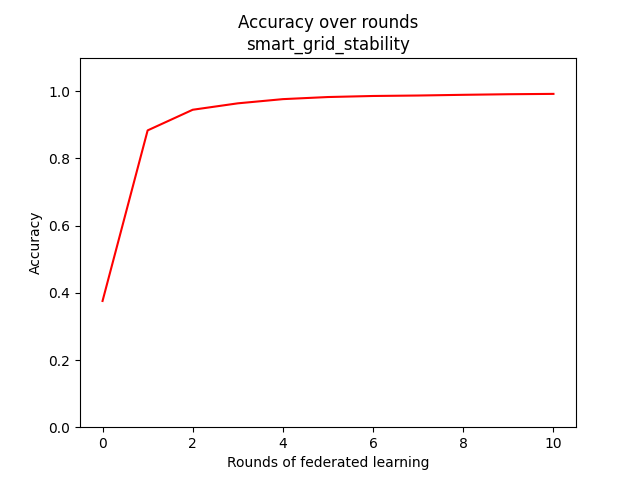 Accuracy over rounds
smart_grid_stability
1.0
0.8
0.6
0.4
0.2
0.0
Accuracy
0 2 4 6 8 10
Rounds of federated learning